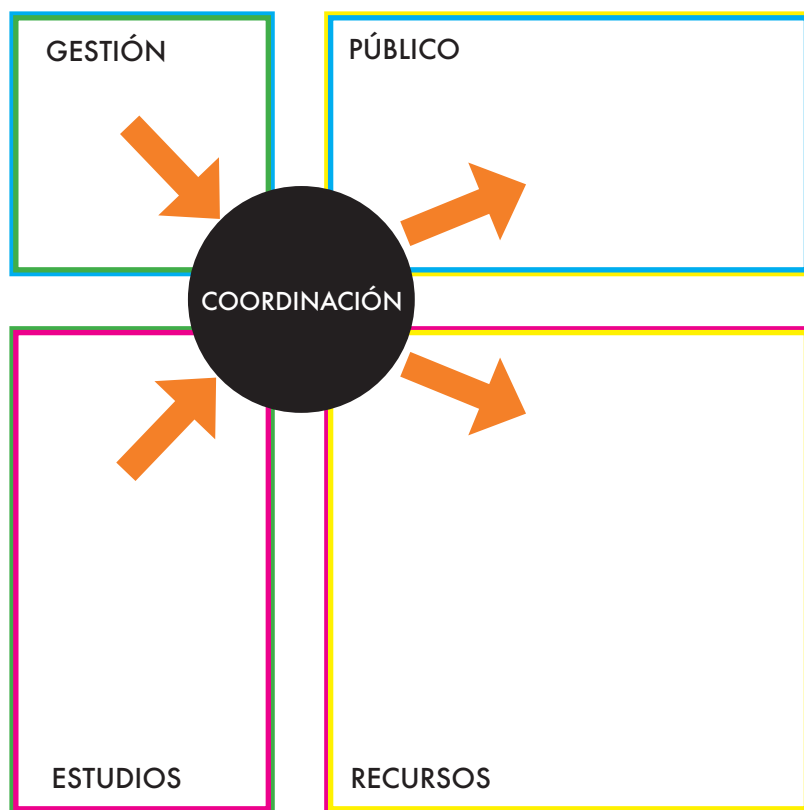 GESTIÓN
PÚBLICO
COORDINACIÓN
ESTUDIOS
RECURSOS